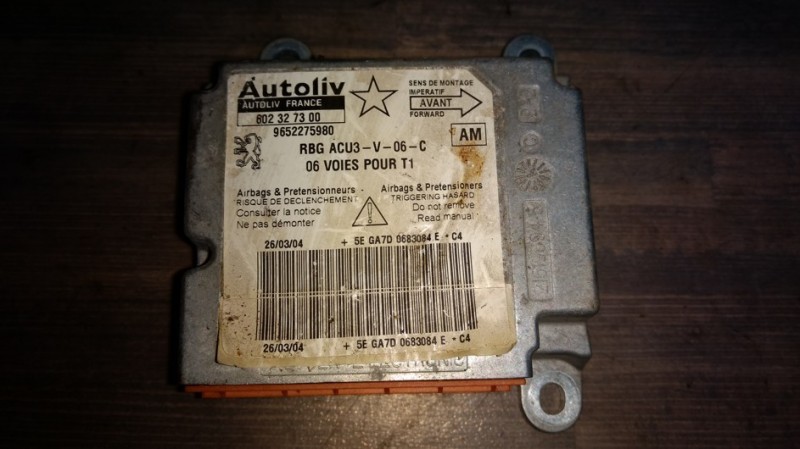 Autoliv
AUTOLIV FRANCE
602 32 73 00
9652275980
SENS DE MONTAGE
IMPERATIF
AVANT
FORWARD
AM
RBG ACU3-V-06-C
06 VOIES POUR T1
Airbags & Pretensionneurs
RISQUE DE DECLENCHEMENT
Consulter la notice
Ne pas démonter
Airbags & Pretensioners
TRIGGERING HASARD
Do not remove
Read manual
26/03/04 + 5E GA7D 0683084 E - C4
26/03/04 + 5E GA7D 0683084 E - C4